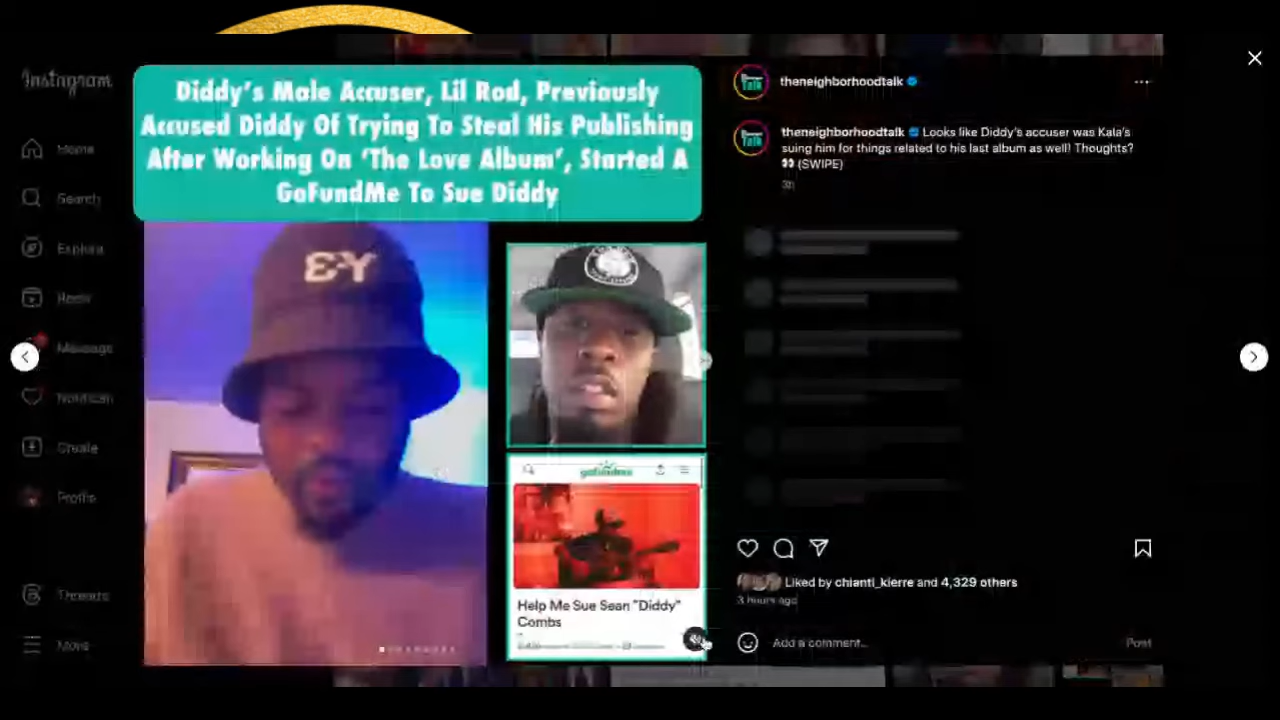 Instagram
Home
Search
Explore
Reels
Message
Create
Profile
Threads
More
Diddy's Male Accuser, Lil Rod, Previously
Accused Diddy Of Trying To Steal His Publishing
After Working On 'The Love Album', Started A
GoFundMe To Sue Diddy
gofundme
Help Me Sue Sean "Diddy"
Combs
Talk
theneighborhoodtalk
Talk
theneighborhoodtalk Looks like Diddy's accuser was Kala's
suing him for things related to his last album as well! Thoughts?
👀 (SWIPE)
3h
Liked by chianti_kierre and 4,329 others
3 hours ago
Add a comment...
Post